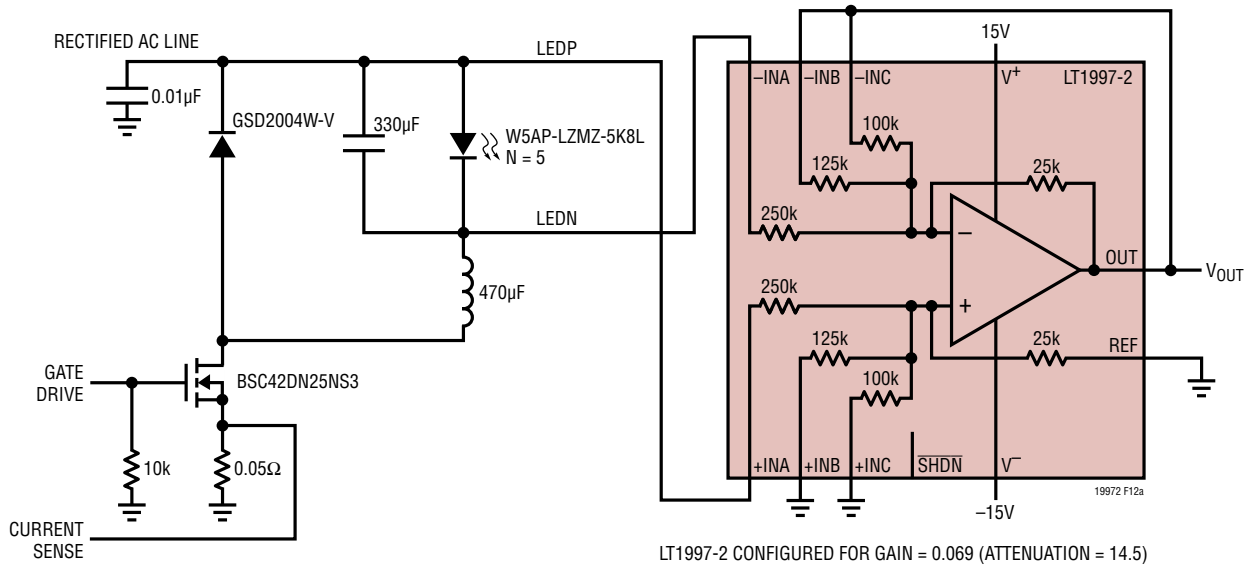 RECTIFIED AC LINE
0.01µF
GSD2004W-V
330µF
LEDP
W5AP-LZMZ-5K8L
N = 5
LEDN
470µF
GATE
DRIVE
BSC42DN25NS3
10k
0.05Ω
CURRENT
SENSE
15V
–INA
–INB
–INC
V+
LT1997-2
100k
125k
25k
250k
–
OUT
VOUT
250k
+
125k
25k
REF
100k
+INA
+INB
+INC
SHDN
V–
19972 F12a
–15V
LT1997-2 CONFIGURED FOR GAIN = 0.069 (ATTENUATION = 14.5)